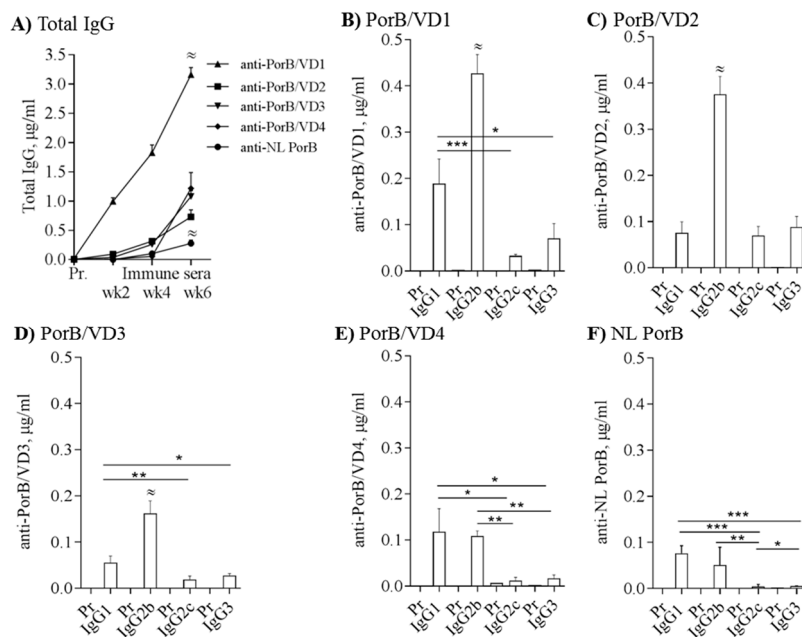 A) Total IgG
Total IgG, µg/ml
3.5
3.0
2.5
2.0
1.5
1.0
0.5
0.0
≈
≈
anti-PorB/VD1
anti-PorB/VD2
anti-PorB/VD3
anti-PorB/VD4
anti-NL PorB
Pr. Immune sera
wk2 wk4 wk6
B) PorB/VD1
anti-PorB/VD1, µg/ml
0.5
0.4
0.3
0.2
0.1
0.0
≈
*
***
Pr IgG1 Pr IgG2b Pr IgG2c Pr IgG3
C) PorB/VD2
anti-PorB/VD2, µg/ml
0.5
0.4
0.3
0.2
0.1
0.0
≈
Pr IgG1 Pr IgG2b Pr IgG2c Pr IgG3
D) PorB/VD3
anti-PorB/VD3, µg/ml
0.5
0.4
0.3
0.2
0.1
0.0
*
**
≈
Pr IgG1 Pr IgG2b Pr IgG2c Pr IgG3
E) PorB/VD4
anti-PorB/VD4, µg/ml
0.5
0.4
0.3
0.2
0.1
0.0
*
*
**
**
Pr IgG1 Pr IgG2b Pr IgG2c Pr IgG3
F) NL PorB
anti-NL PorB, µg/ml
0.5
0.4
0.3
0.2
0.1
0.0
***
***
**
*
Pr IgG1 Pr IgG2b Pr IgG2c Pr IgG3